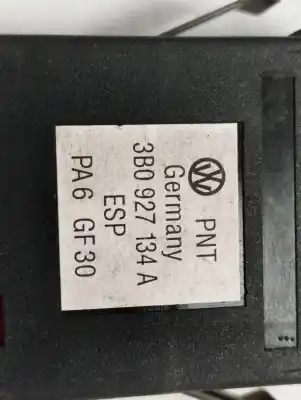 PNT
Germany
3B0 927 134 A
ESP
PA6 GF30